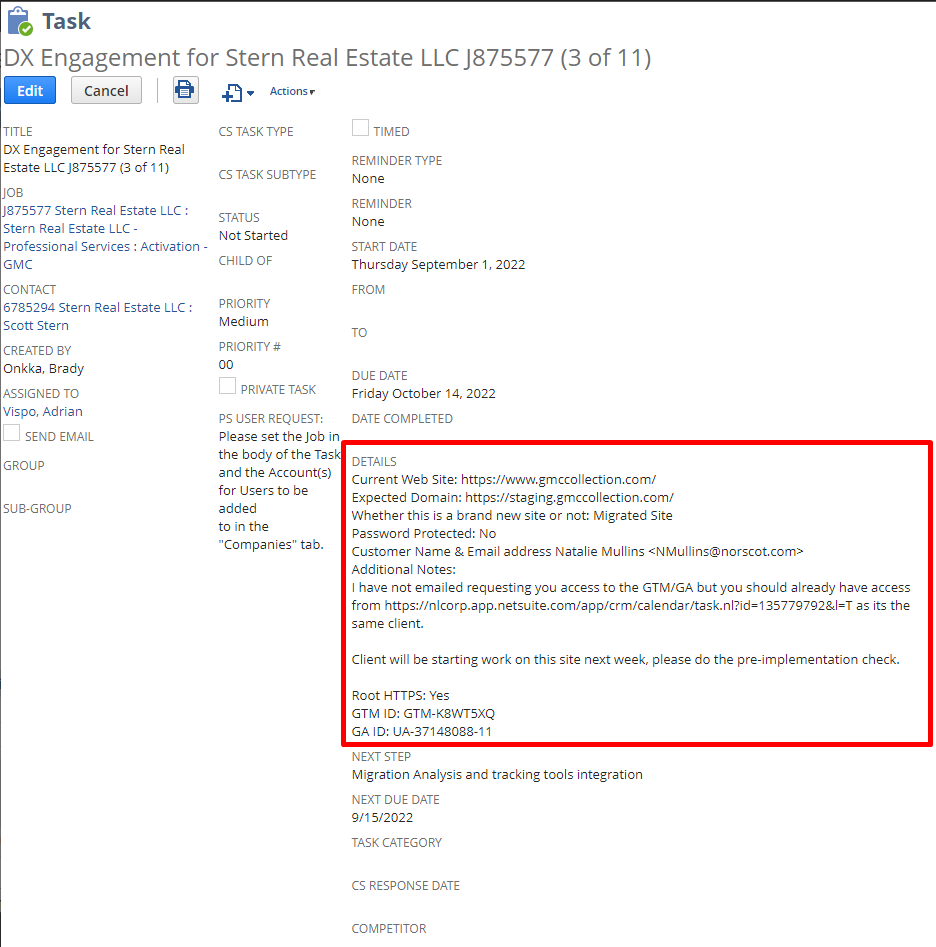 Task
DX Engagement for Stern Real Estate LLC J875577 (3 of 11)
Edit
Cancel
Actions
TITLE
DX Engagement for Stern Real
Estate LLC J875577 (3 of 11)
JOB
J875577 Stern Real Estate LLC :
Stern Real Estate LLC -
Professional Services : Activation -
GMC
CONTACT
6785294 Stern Real Estate LLC :
Scott Stern
CREATED BY
Onkka, Brady
ASSIGNED TO
Vispo, Adrian
SEND EMAIL
GROUP
SUB-GROUP
CS TASK TYPE
CS TASK SUBTYPE
STATUS
Not Started
CHILD OF
PRIORITY
Medium
PRIORITY #
00
PRIVATE TASK
PS USER REQUEST:
Please set the Job in
the body of the Task
and the Account(s)
for Users to be
added
to in the
"Companies" tab.
TIMED
REMINDER TYPE
None
REMINDER
None
START DATE
Thursday September 1, 2022
FROM
TO
DUE DATE
Friday October 14, 2022
DATE COMPLETED
DETAILS
Current Web Site: https://www.gmccollection.com/
Expected Domain: https://staging.gmccollection.com/
Whether this is a brand new site or not: Migrated Site
Password Protected: No
Customer Name & Email address Natalie Mullins <NMullins@norscot.com>
Additional Notes:
I have not emailed requesting you access to the GTM/GA but you should already have access
from https://nlcorp.app.netsuite.com/app/crm/calendar/task.nl?id=135779792&l=T as its the
same client.
Client will be starting work on this site next week, please do the pre-implementation check.
Root HTTPS: Yes
GTM ID: GTM-K8WT5XQ
GA ID: UA-37148088-11
NEXT STEP
Migration Analysis and tracking tools integration
NEXT DUE DATE
9/15/2022
TASK CATEGORY
CS RESPONSE DATE
COMPETITOR